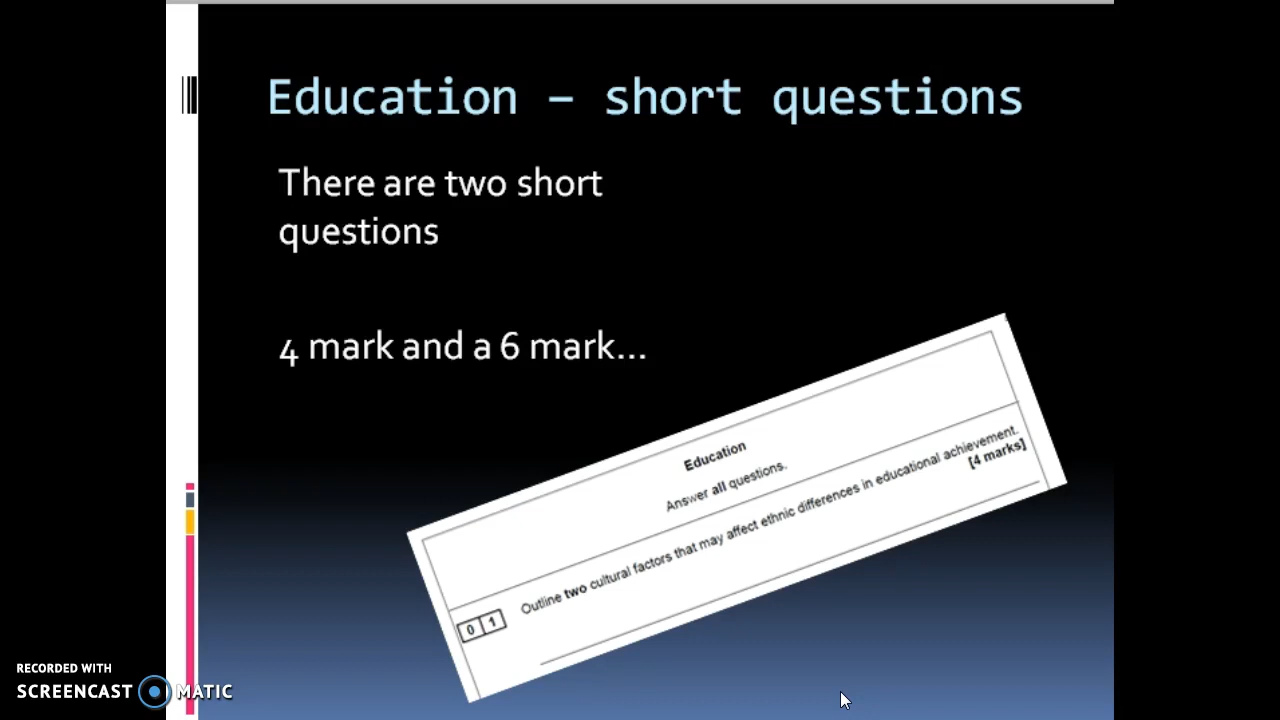 Education – short questions
There are two short
questions
4 mark and a 6 mark...
Education
Answer all questions.
0 1 Outline two cultural factors that may affect ethnic differences in educational achievement.
[4 marks]
RECORDED WITH
SCREENCAST MATIC